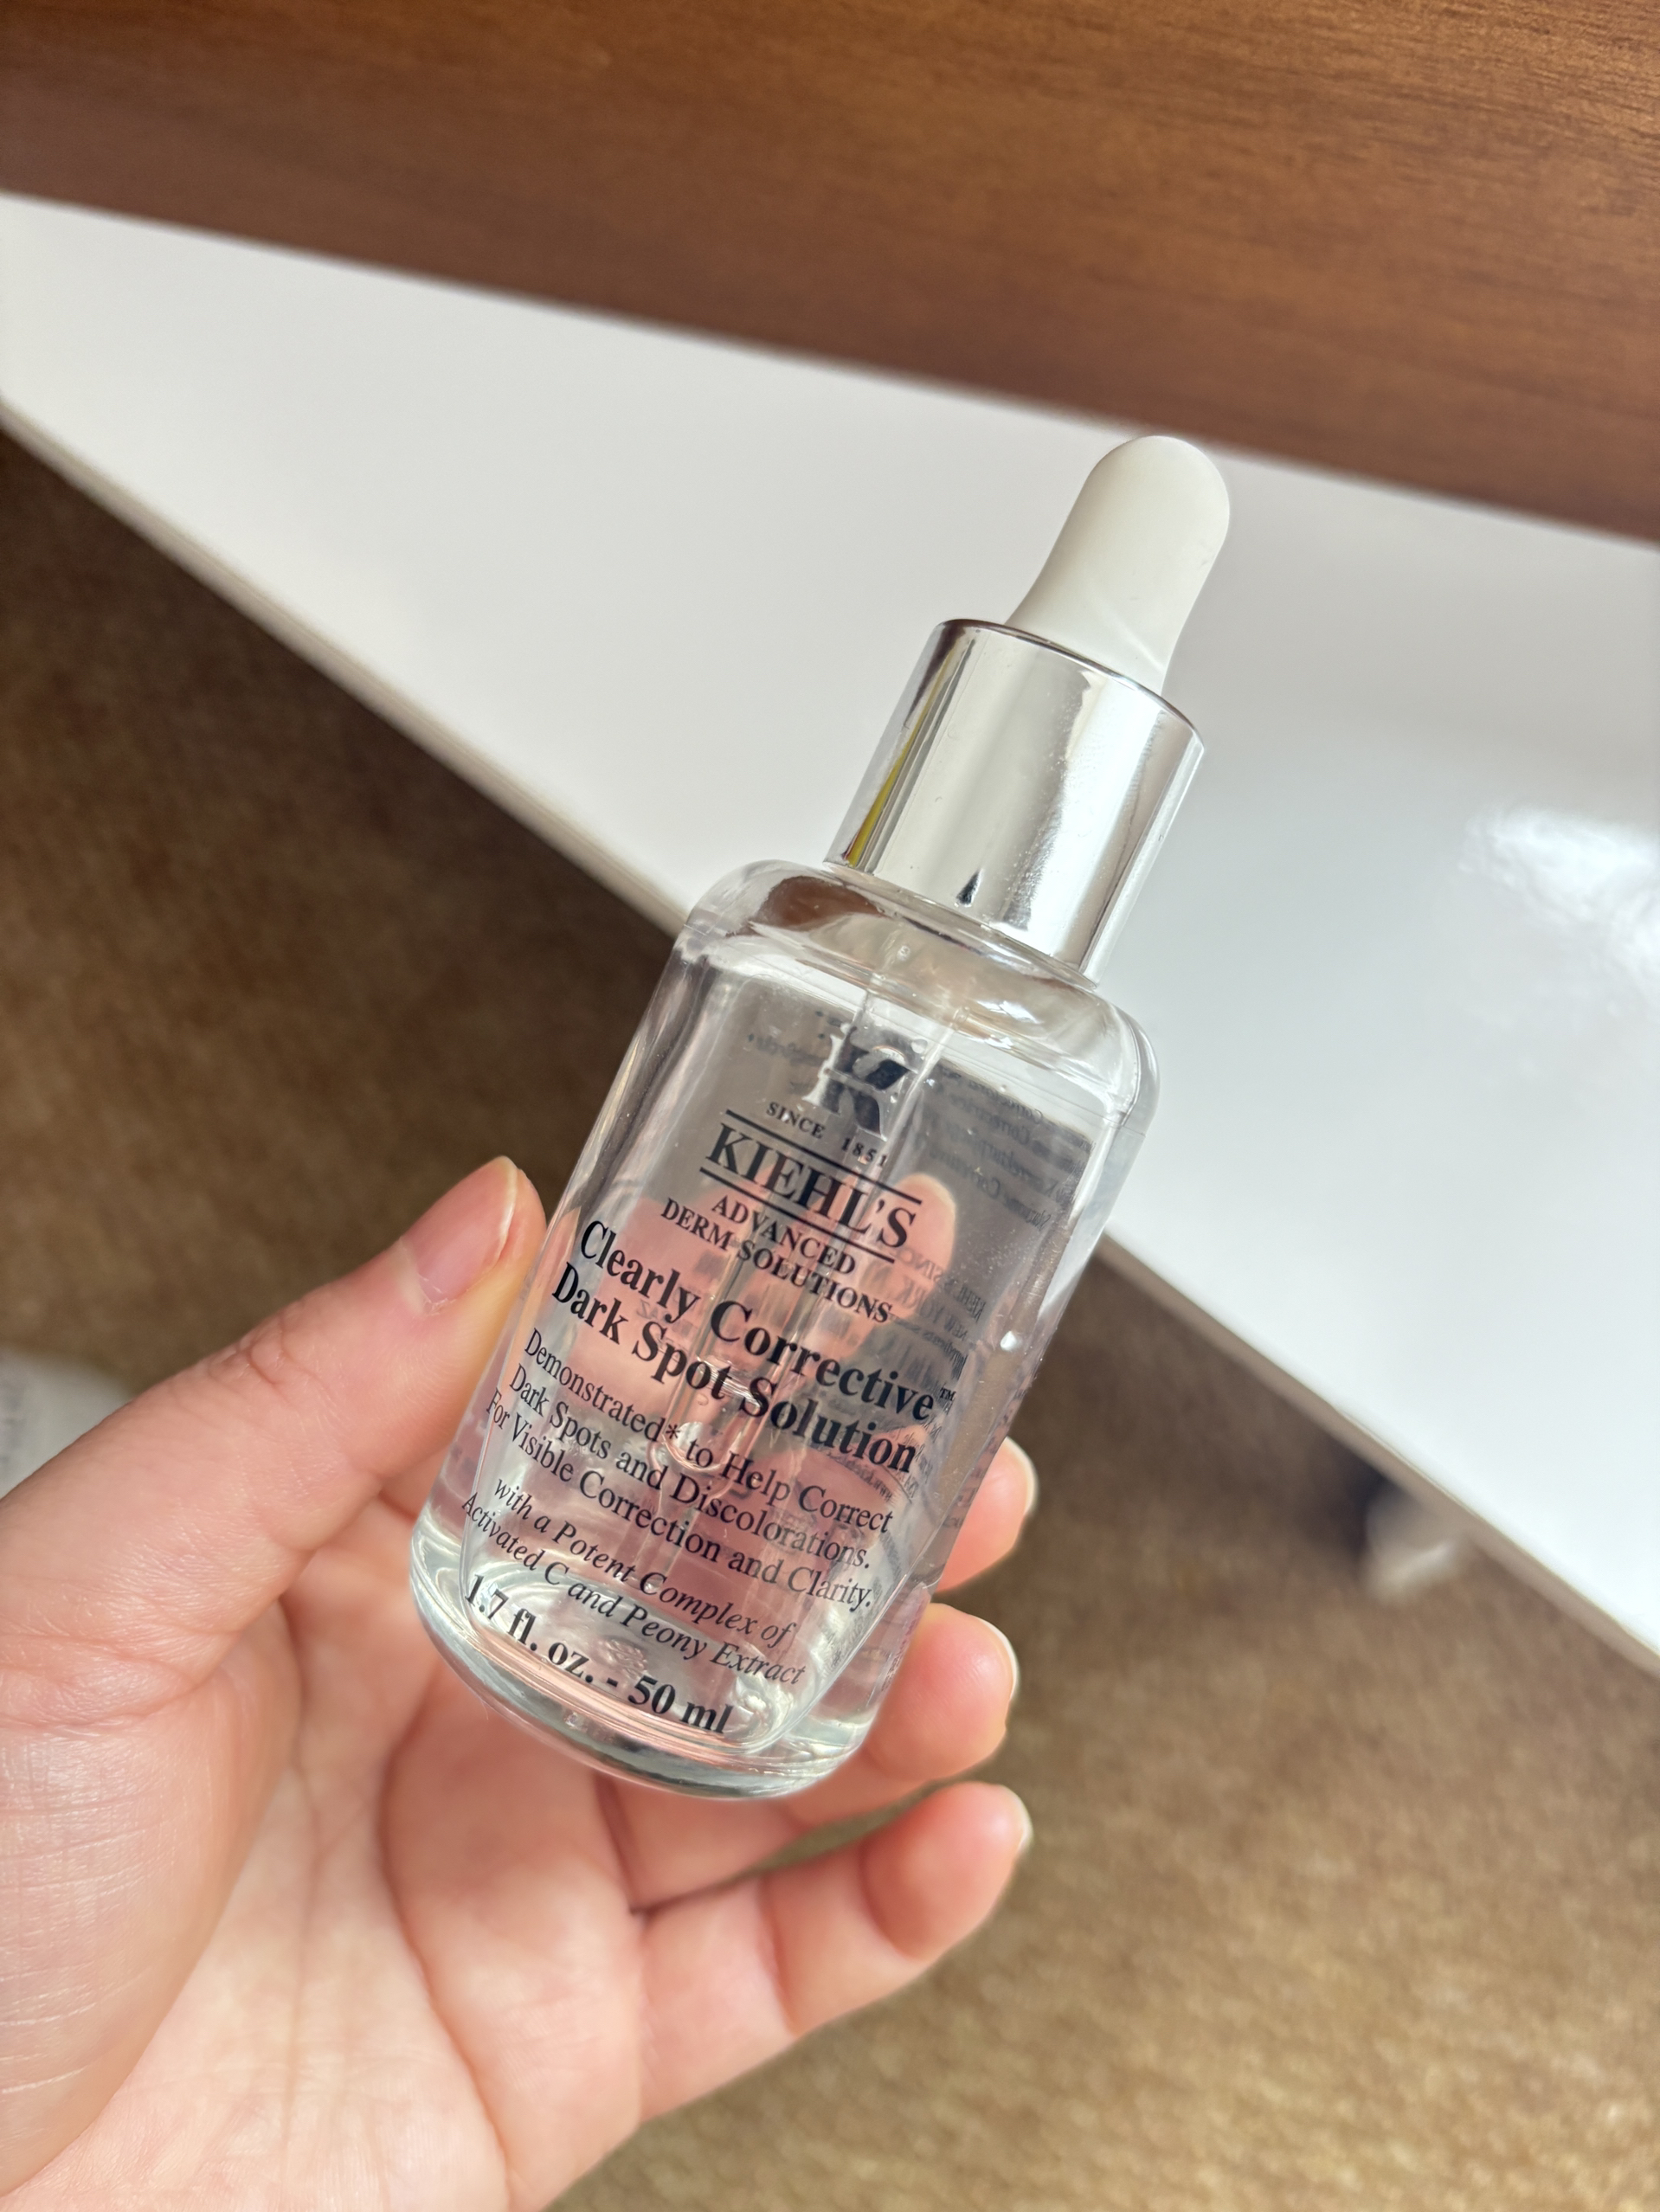 K
SINCE 1851
KIEHL'S
ADVANCED
DERM SOLUTIONS
Clearly Corrective™
Dark Spot Solution
Demonstrated* to Help Correct
Dark Spots and Discolorations.
For Visible Correction and Clarity.
with a Potent Complex of
Activated C and Peony Extract
1.7 fl. oz. - 50 ml